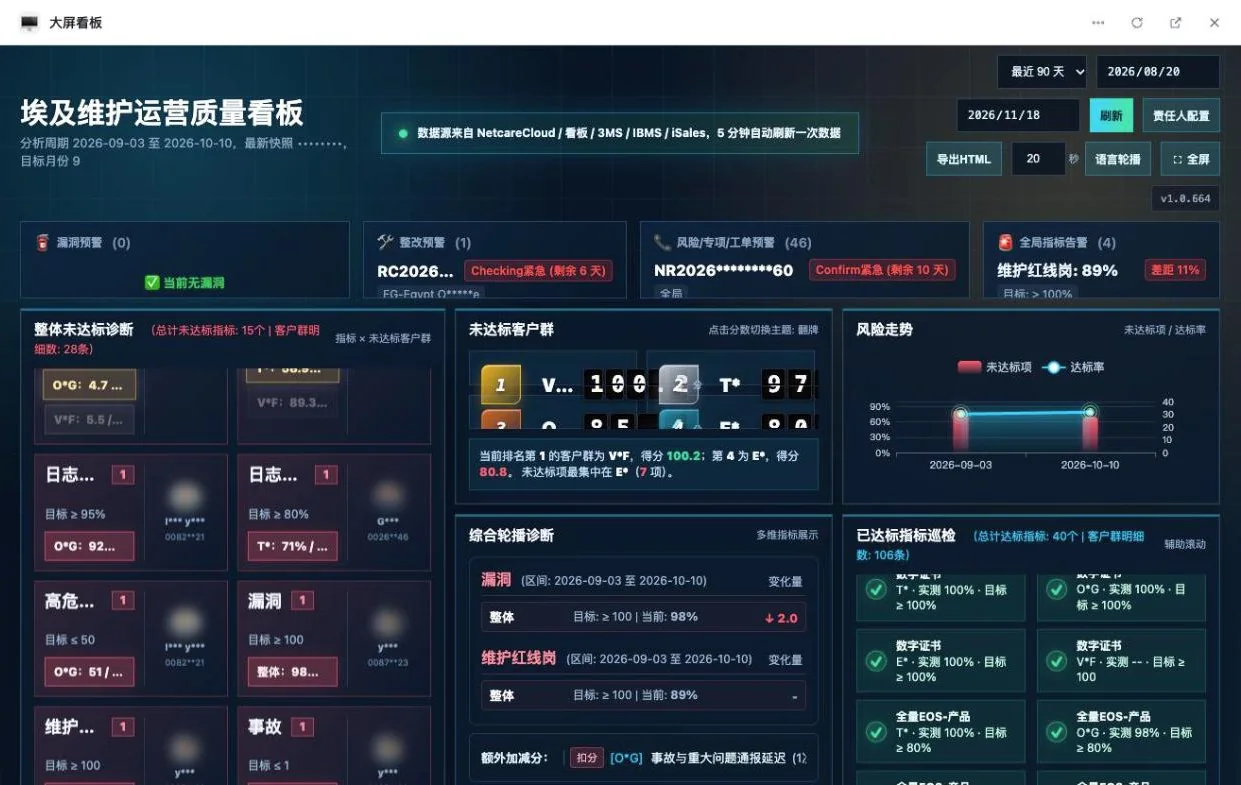 大屏看板
最近 90 天
2026/08/20
埃及维护运营质量看板
分析周期 2026-09-03 至 2026-10-10，最新快照 ********，
目标月份 9
数据源来自 NetcareCloud / 看板 / 3MS / IBMS / iSales，5 分钟自动刷新一次数据
2026/11/18
刷新
责任人配置
导出HTML
20
秒
语言轮播
全屏
v1.0.664
漏洞预警 (0)
当前无漏洞
整改预警 (1)
RC2026...
Checking紧急 (剩余 6 天)
EG-Egypt O*****e
风险/专项/工单预警 (46)
NR2026********60
Confirm紧急 (剩余 10 天)
全局
全局指标告警 (4)
维护红线岗: 89%
差距 11%
目标: ≥ 100%
整体未达标诊断
(总计未达标指标: 15个 | 客户群明
细数: 28条)
指标 × 未达标客户群
O*G: 4.7 ...
V*F: 5.5 /...
V*F: 89.3...
日志...
1
目标 ≥ 95%
O*G: 92...
l*** y***
0082**21
日志...
1
目标 ≥ 80%
T*: 71% / ...
G***
0026**46
高危...
1
目标 ≤ 50
O*G: 51 / ...
l*** y***
0082**21
漏洞
1
目标 ≥ 100
整体: 98...
y***
0087**23
维护...
1
目标 ≥ 100
y***
事故
1
目标 ≤ 1
y***
未达标客户群
点击分数切换主题: 翻牌
1
V...
100.2
T*
97
当前排名第 1 的客户群为 V*F，得分 100.2；第 4 为 E*，得分
80.8。 未达标项最集中在 E*（7 项）。
风险走势
未达标项 / 达标率
未达标项
达标率
90%
60%
30%
0%
40
30
20
10
0
2026-09-03
2026-10-10
综合轮播诊断
多维指标展示
漏洞 (区间: 2026-09-03 至 2026-10-10)
变化量
整体
目标: ≥ 100 | 当前: 98%
↓ 2.0
维护红线岗 (区间: 2026-09-03 至 2026-10-10)
变化量
整体
目标: ≥ 100 | 当前: 89%
-
额外加减分:
扣分
[O*G] 事故与重大问题通报延迟
已达标指标巡检
(总计达标指标: 40个 | 客户群明细
数: 106条)
辅助滚动
数字证书
T* · 实测 100% · 目标
≥ 100%
数字证书
O*G · 实测 100% · 目
标 ≥ 100%
数字证书
E* · 实测 100% · 目标
≥ 100%
数字证书
V*F · 实测 -- · 目标 ≥
100
全量EOS-产品
T* · 实测 100% · 目标
≥ 80%
全量EOS-产品
O*G · 实测 98% · 目标
≥ 80%